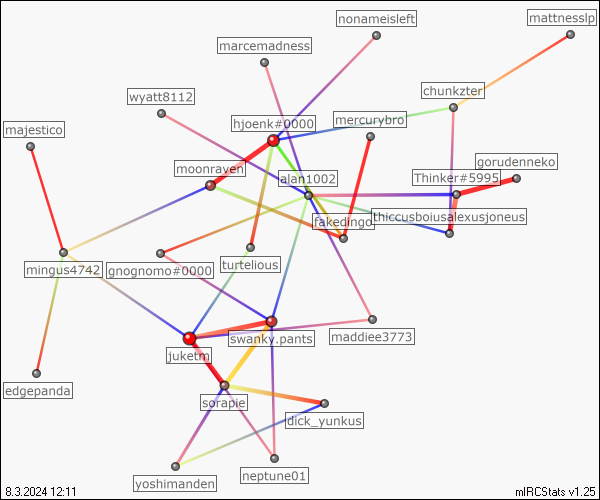 mattnesslp
nonameisleft
marcemadness
chunkzter
wyatt8112
mercurybro
hjoenk#0000
majestico
gorudenneko
moonraven
alan1002
Thinker#5995
fakedingo
thiccusboiusalexusjoneus
mingus4742
gnognomo#0000
turtelious
swanky.pants
maddiee3773
juketm
edgepanda
sorapie
dick_yunkus
yoshimanden
neptune01
8.3.2024 12:11
mIRCStats v1.25